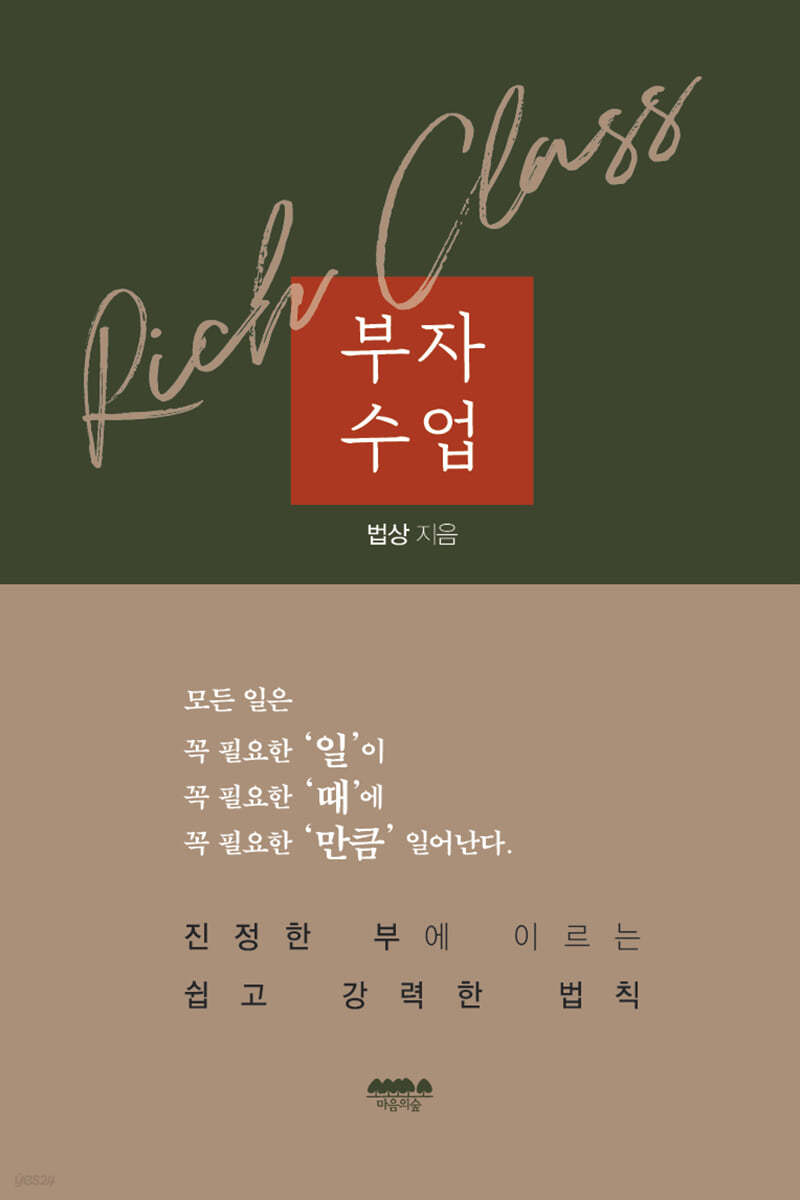 Rich Class
부자
수업
법상 지음
모든 일은
꼭 필요한 ‘일’이
꼭 필요한 ‘때’에
꼭 필요한 ‘만큼’ 일어난다.
진정한 부에 이르는
쉽고 강력한 법칙
마음의숲
yes24